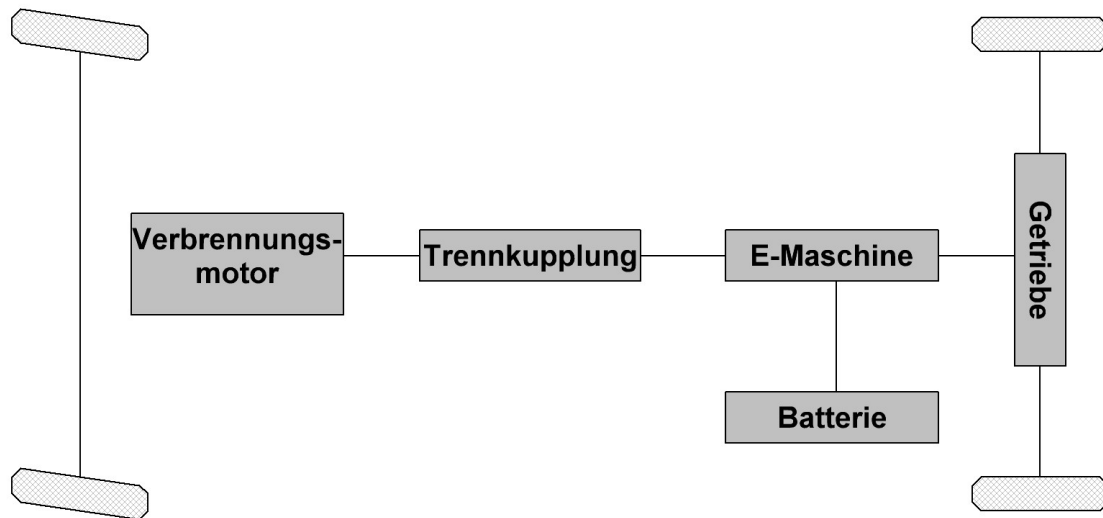 Verbrennungs-
motor
Trennkupplung
E-Maschine
Getriebe
Batterie